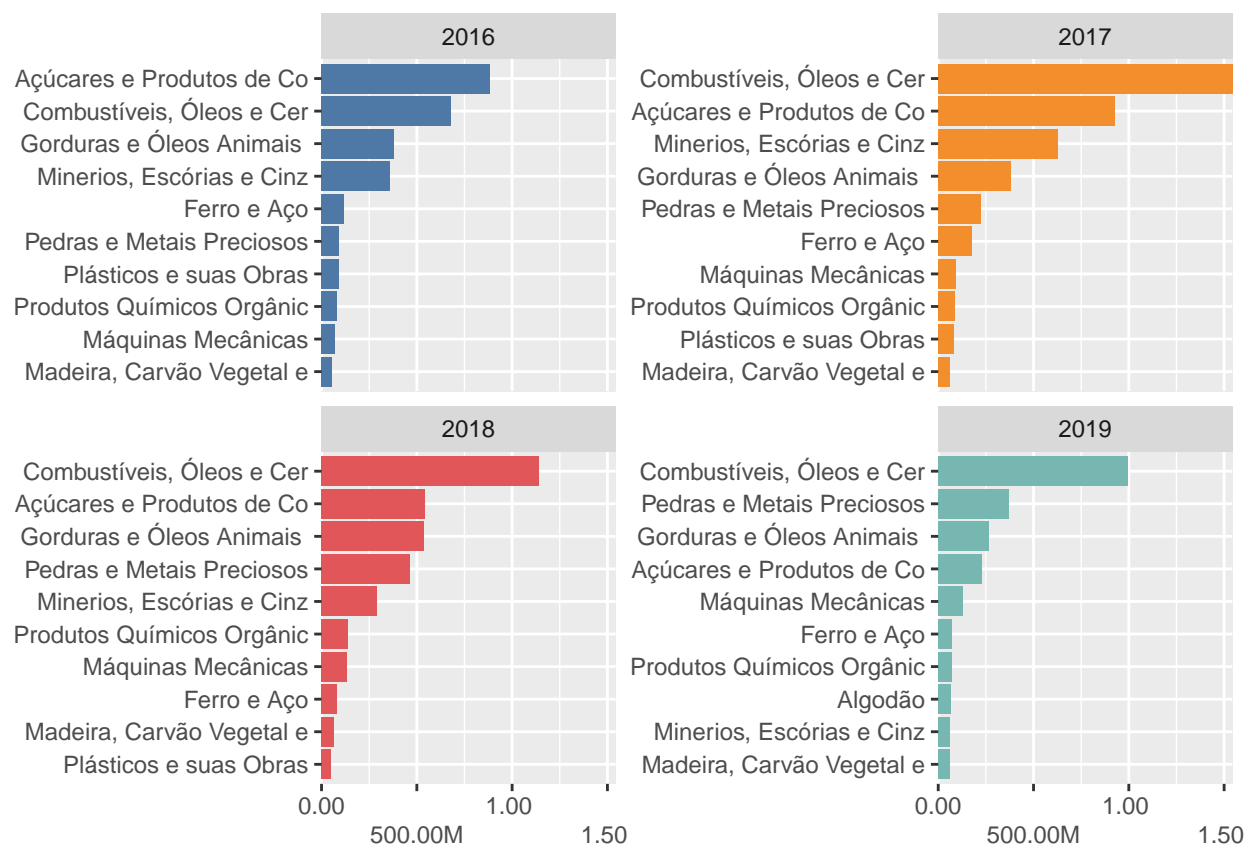 2016
Açúcares e Produtos de Co
Combustíveis, Óleos e Cer
Gorduras e Óleos Animais
Minerios, Escórias e Cinz
Ferro e Aço
Pedras e Metais Preciosos
Plásticos e suas Obras
Produtos Químicos Orgânic
Máquinas Mecânicas
Madeira, Carvão Vegetal e
2017
Combustíveis, Óleos e Cer
Açúcares e Produtos de Co
Minerios, Escórias e Cinz
Gorduras e Óleos Animais
Pedras e Metais Preciosos
Ferro e Aço
Máquinas Mecânicas
Produtos Químicos Orgânic
Plásticos e suas Obras
Madeira, Carvão Vegetal e
2018
Combustíveis, Óleos e Cer
Açúcares e Produtos de Co
Gorduras e Óleos Animais
Pedras e Metais Preciosos
Minerios, Escórias e Cinz
Produtos Químicos Orgânic
Máquinas Mecânicas
Ferro e Aço
Madeira, Carvão Vegetal e
Plásticos e suas Obras
0.00 1.00
500.00M 1.50
2019
Combustíveis, Óleos e Cer
Pedras e Metais Preciosos
Gorduras e Óleos Animais
Açúcares e Produtos de Co
Máquinas Mecânicas
Ferro e Aço
Produtos Químicos Orgânic
Algodão
Minerios, Escórias e Cinz
Madeira, Carvão Vegetal e
0.00 1.00
500.00M 1.50